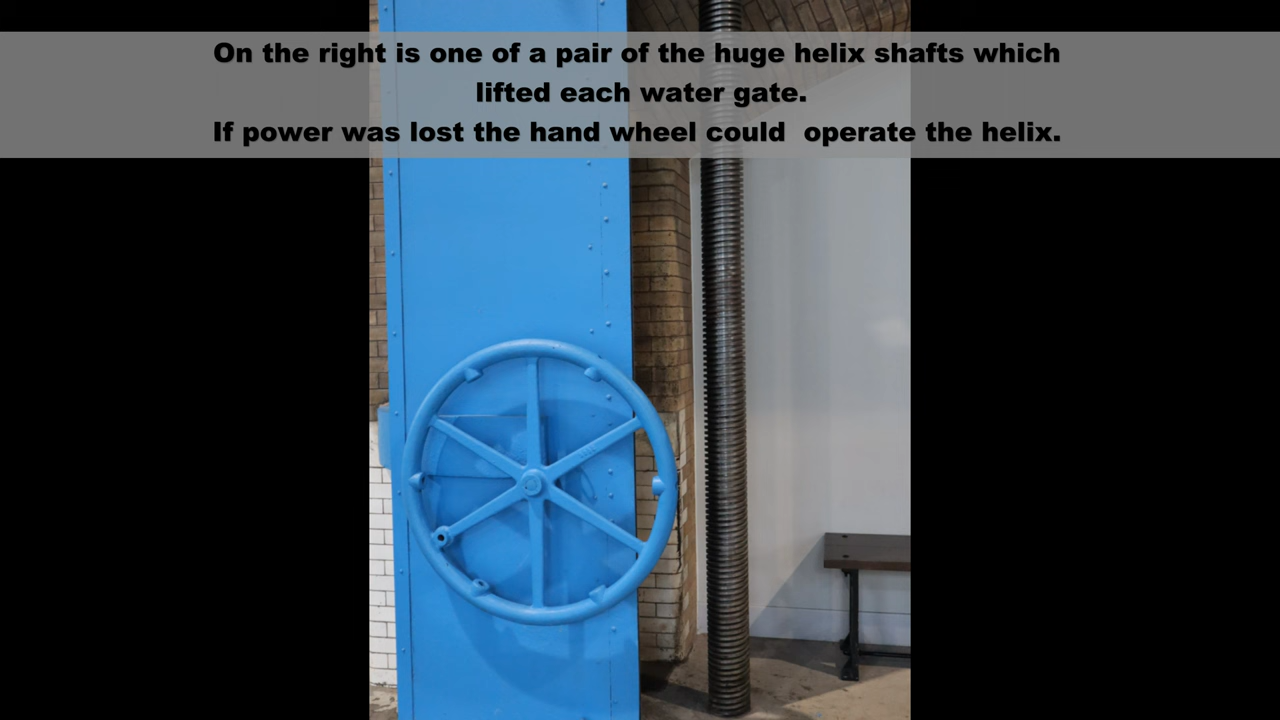 On the right is one of a pair of the huge helix shafts which
lifted each water gate.
If power was lost the hand wheel could  operate the helix.